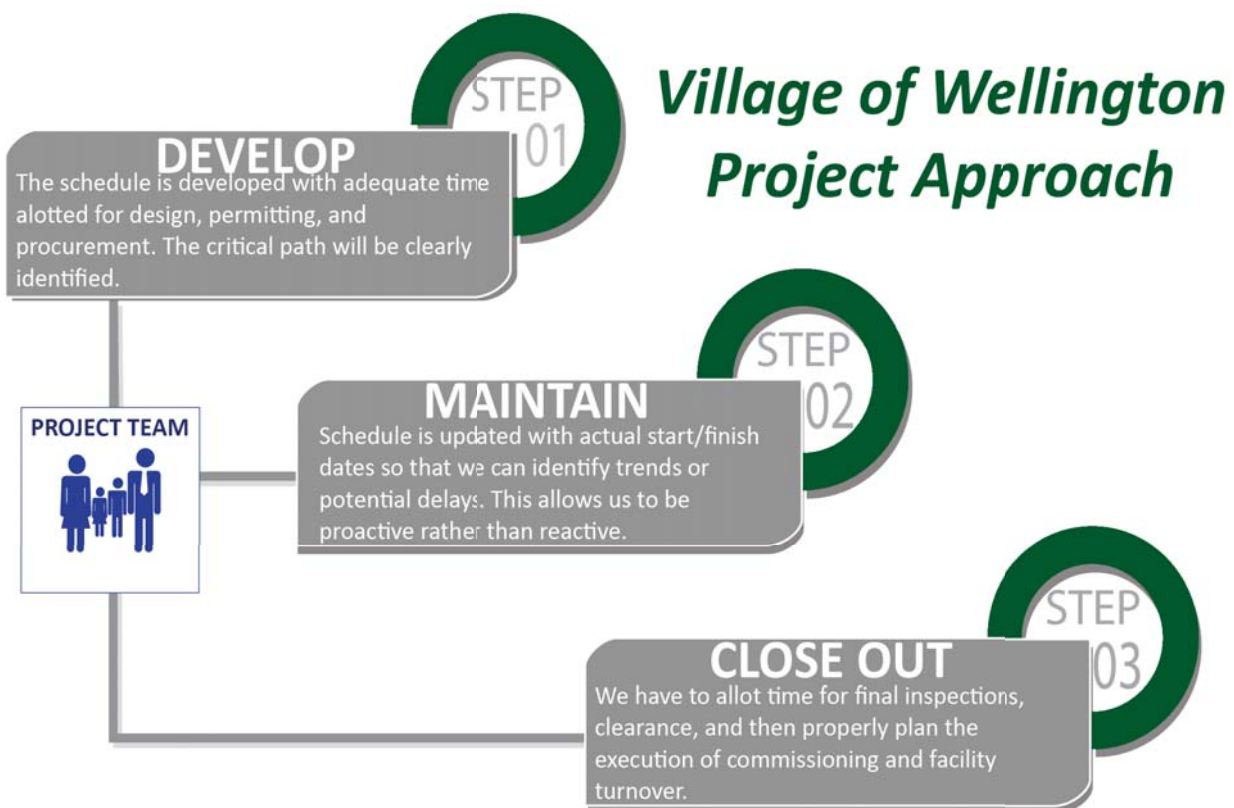 Village of Wellington
Project Approach
STEP
01
DEVELOP
The schedule is developed with adequate time
alotted for design, permitting, and
procurement. The critical path will be clearly
identified.
PROJECT TEAM
STEP
02
MAINTAIN
Schedule is updated with actual start/finish
dates so that we can identify trends or
potential delays. This allows us to be
proactive rather than reactive.
STEP
03
CLOSE OUT
We have to allot time for final inspections,
clearance, and then properly plan the
execution of commissioning and facility
turnover.